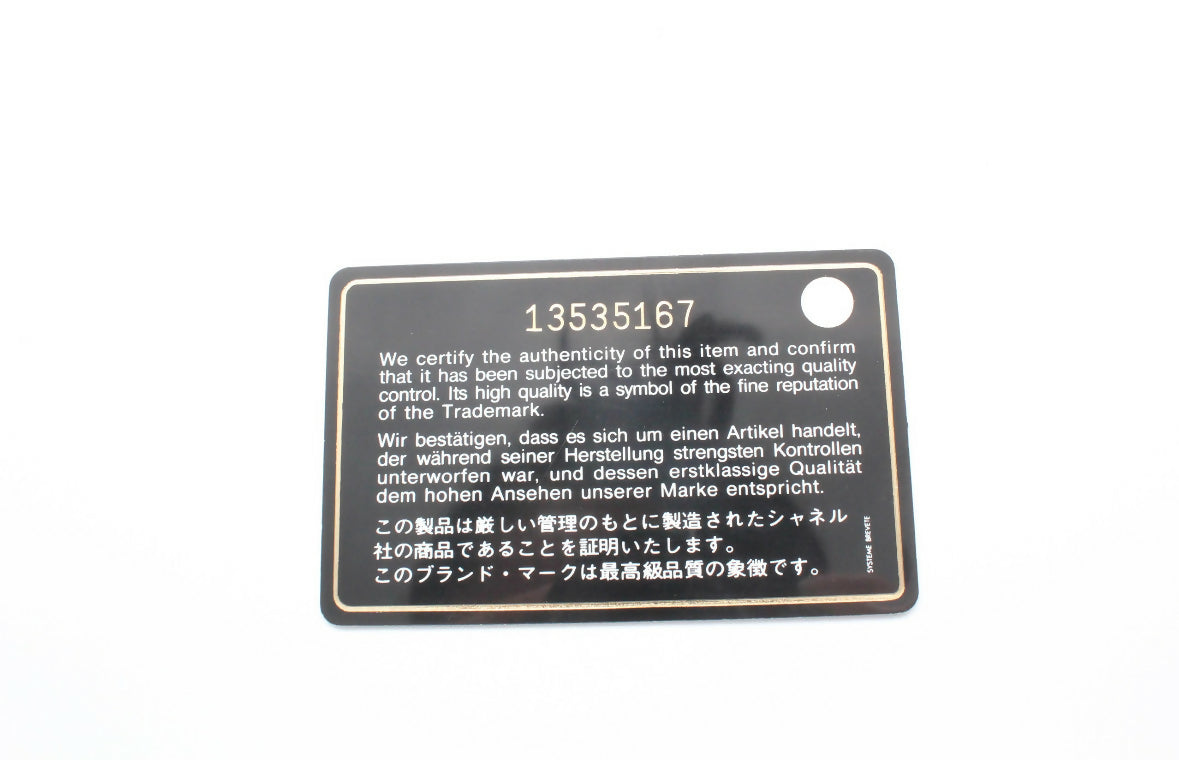 13535167
We certify the authenticity of this item and confirm
that it has been subjected to the most exacting quality
control. Its high quality is a symbol of the fine reputation
of the Trademark.
Wir bestätigen, dass es sich um einen Artikel handelt,
der während seiner Herstellung strengsten Kontrollen
unterworfen war, und dessen erstklassige Qualität
dem hohen Ansehen unserer Marke entspricht.
この製品は厳しい管理のもとに製造されたシャネル
社の商品であることを証明いたします。
このブランド・マークは最高級品質の象徴です。
SYSTEME BREVETE